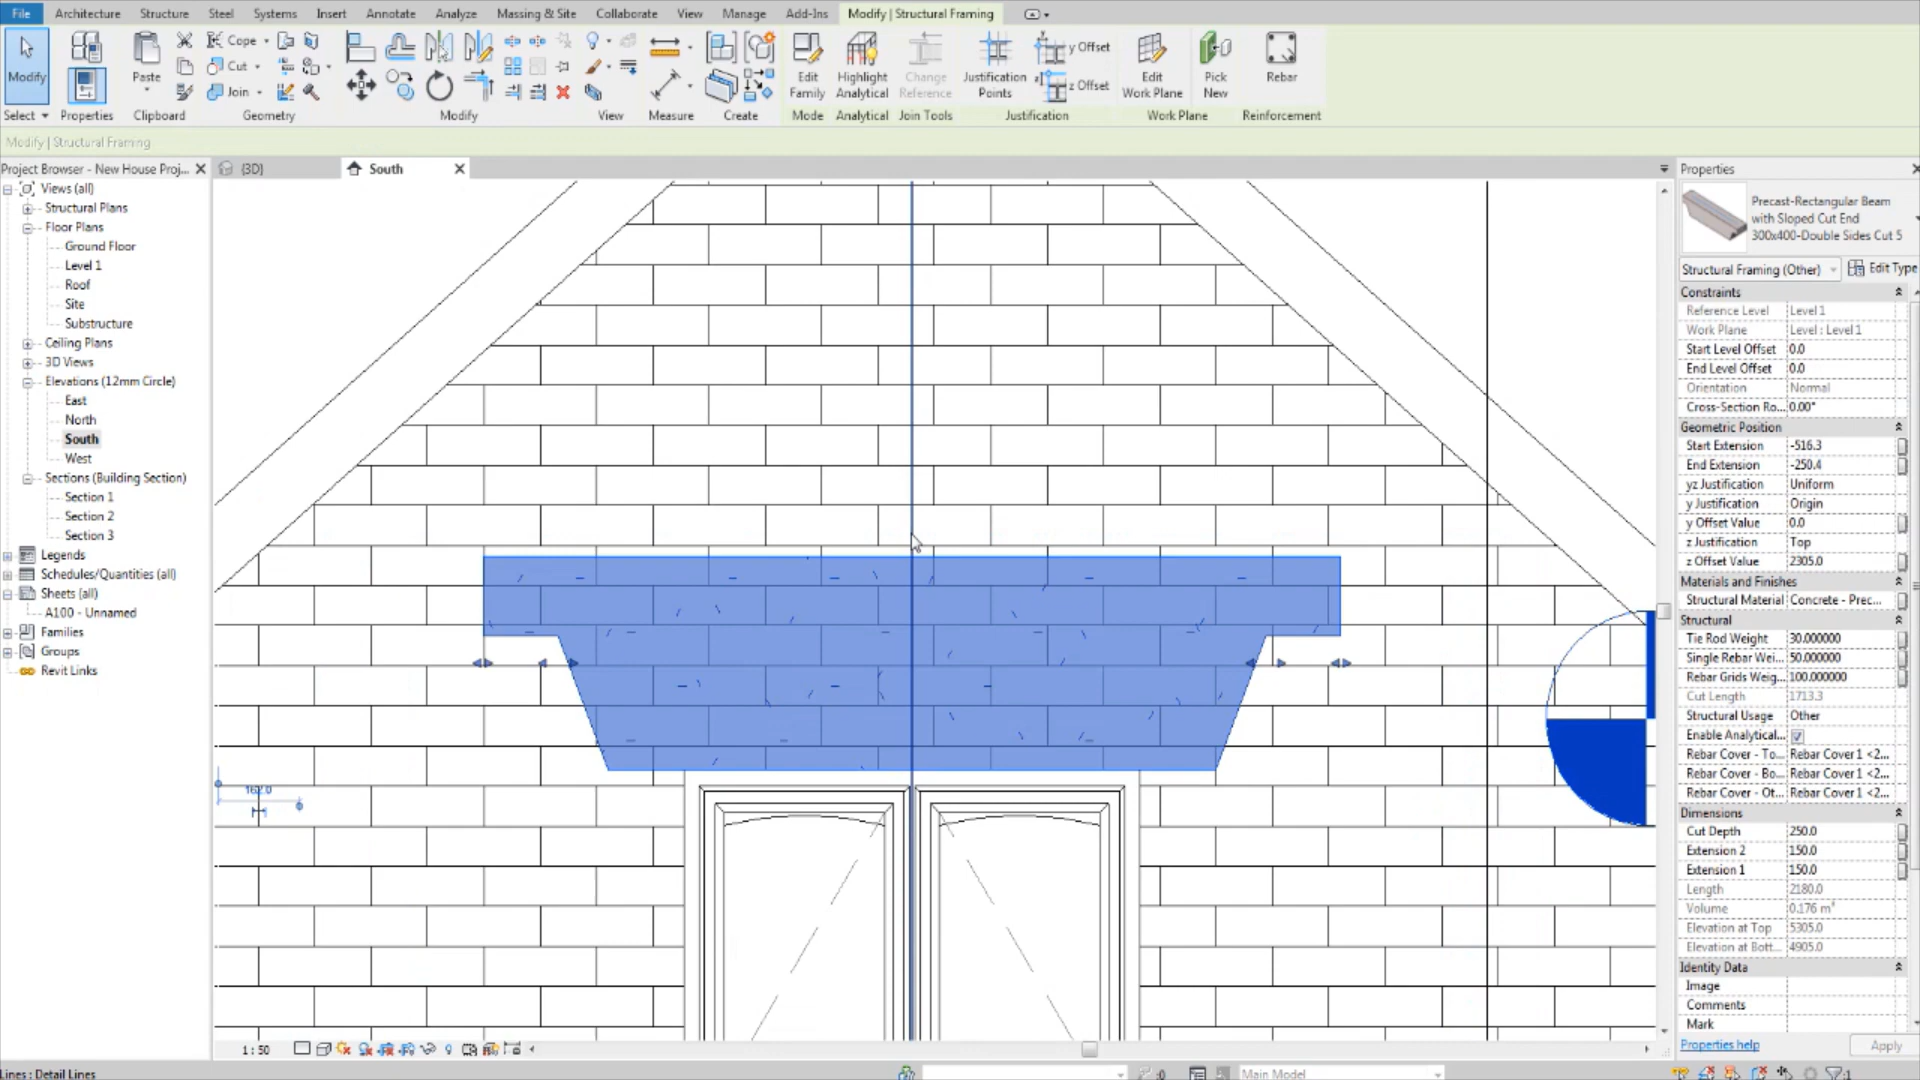 File Architecture Structure Steel Systems Insert Annotate Analyze Massing & Site Collaborate View Manage Add-Ins Modify | Structural Framing
Modify Paste Cope Cut Join Edit Family Highlight Analytical Change Reference Justification Points y Offset z Offset Edit Work Plane Pick New Rebar
Select Properties Clipboard Geometry Modify View Measure Create Mode Analytical Join Tools Justification Work Plane Reinforcement
Modify | Structural Framing
Project Browser - New House Proj...
{3D}
South
Properties
Views (all)
Structural Plans
Floor Plans
Ground Floor
Level 1
Roof
Site
Substructure
Ceiling Plans
3D Views
Elevations (12mm Circle)
East
North
South
West
Sections (Building Section)
Section 1
Section 2
Section 3
Legends
Schedules/Quantities (all)
Sheets (all)
A100 - Unnamed
Families
Groups
Revit Links
162.0
Precast-Rectangular Beam
with Sloped Cut End
300x400-Double Sides Cut 5
Structural Framing (Other) Edit Type
Constraints
Reference Level Level 1
Work Plane Level : Level 1
Start Level Offset 0.0
End Level Offset 0.0
Orientation Normal
Cross-Section Ro... 0.00°
Geometric Position
Start Extension -516.3
End Extension -250.4
yz Justification Uniform
y Justification Origin
y Offset Value 0.0
z Justification Top
z Offset Value 2305.0
Materials and Finishes
Structural Material Concrete - Prec...
Structural
Tie Rod Weight 30.000000
Single Rebar Wei... 50.000000
Rebar Grids Weig... 100.000000
Cut Length 1713.3
Structural Usage Other
Enable Analytical...
Rebar Cover - To... Rebar Cover 1 <2...
Rebar Cover - Bo... Rebar Cover 1 <2...
Rebar Cover - Ot... Rebar Cover 1 <2...
Dimensions
Cut Depth 250.0
Extension 2 150.0
Extension 1 150.0
Length 2180.0
Volume 0.176 m³
Elevation at Top 5305.0
Elevation at Bott... 4905.0
Identity Data
Image
Comments
Mark
Properties help Apply
1 : 50
Lines : Detail Lines
:0
Main Model
:1